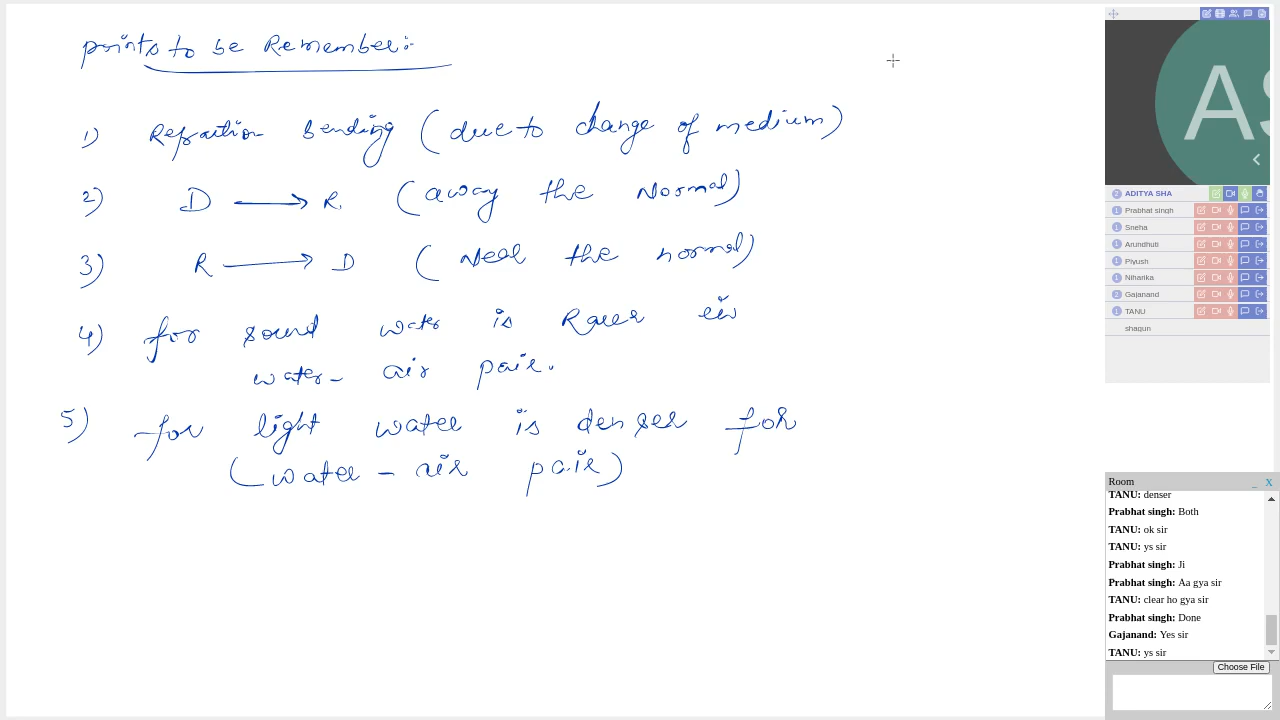 points to be Remember:-
1) Refraction Bending (due to change of medium)
2) D → R (away the Normal)
3) R → D (Near the normal)
4) for sound water is Rarer in
water- air pair.
5) for light water is denser for
(water - air pair)
AS
ADITYA SHA
Prabhat singh
Sneha
Arundhuti
Piyush
Niharika
Gajanand
TANU
shaqun
Room _ X
TANU: denser
Prabhat singh: Both
TANU: ok sir
TANU: ys sir
Prabhat singh: Ji
Prabhat singh: Aa gya sir
TANU: clear ho gya sir
Prabhat singh: Done
Gajanand: Yes sir
TANU: ys sir
Choose File